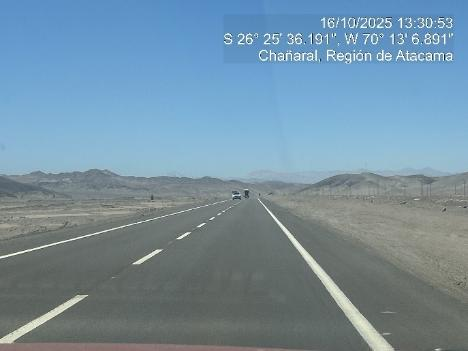 16/10/2025 13:30:53
S 26° 25' 36.191", W 70° 13' 6.891"
Chañaral, Región de Atacama